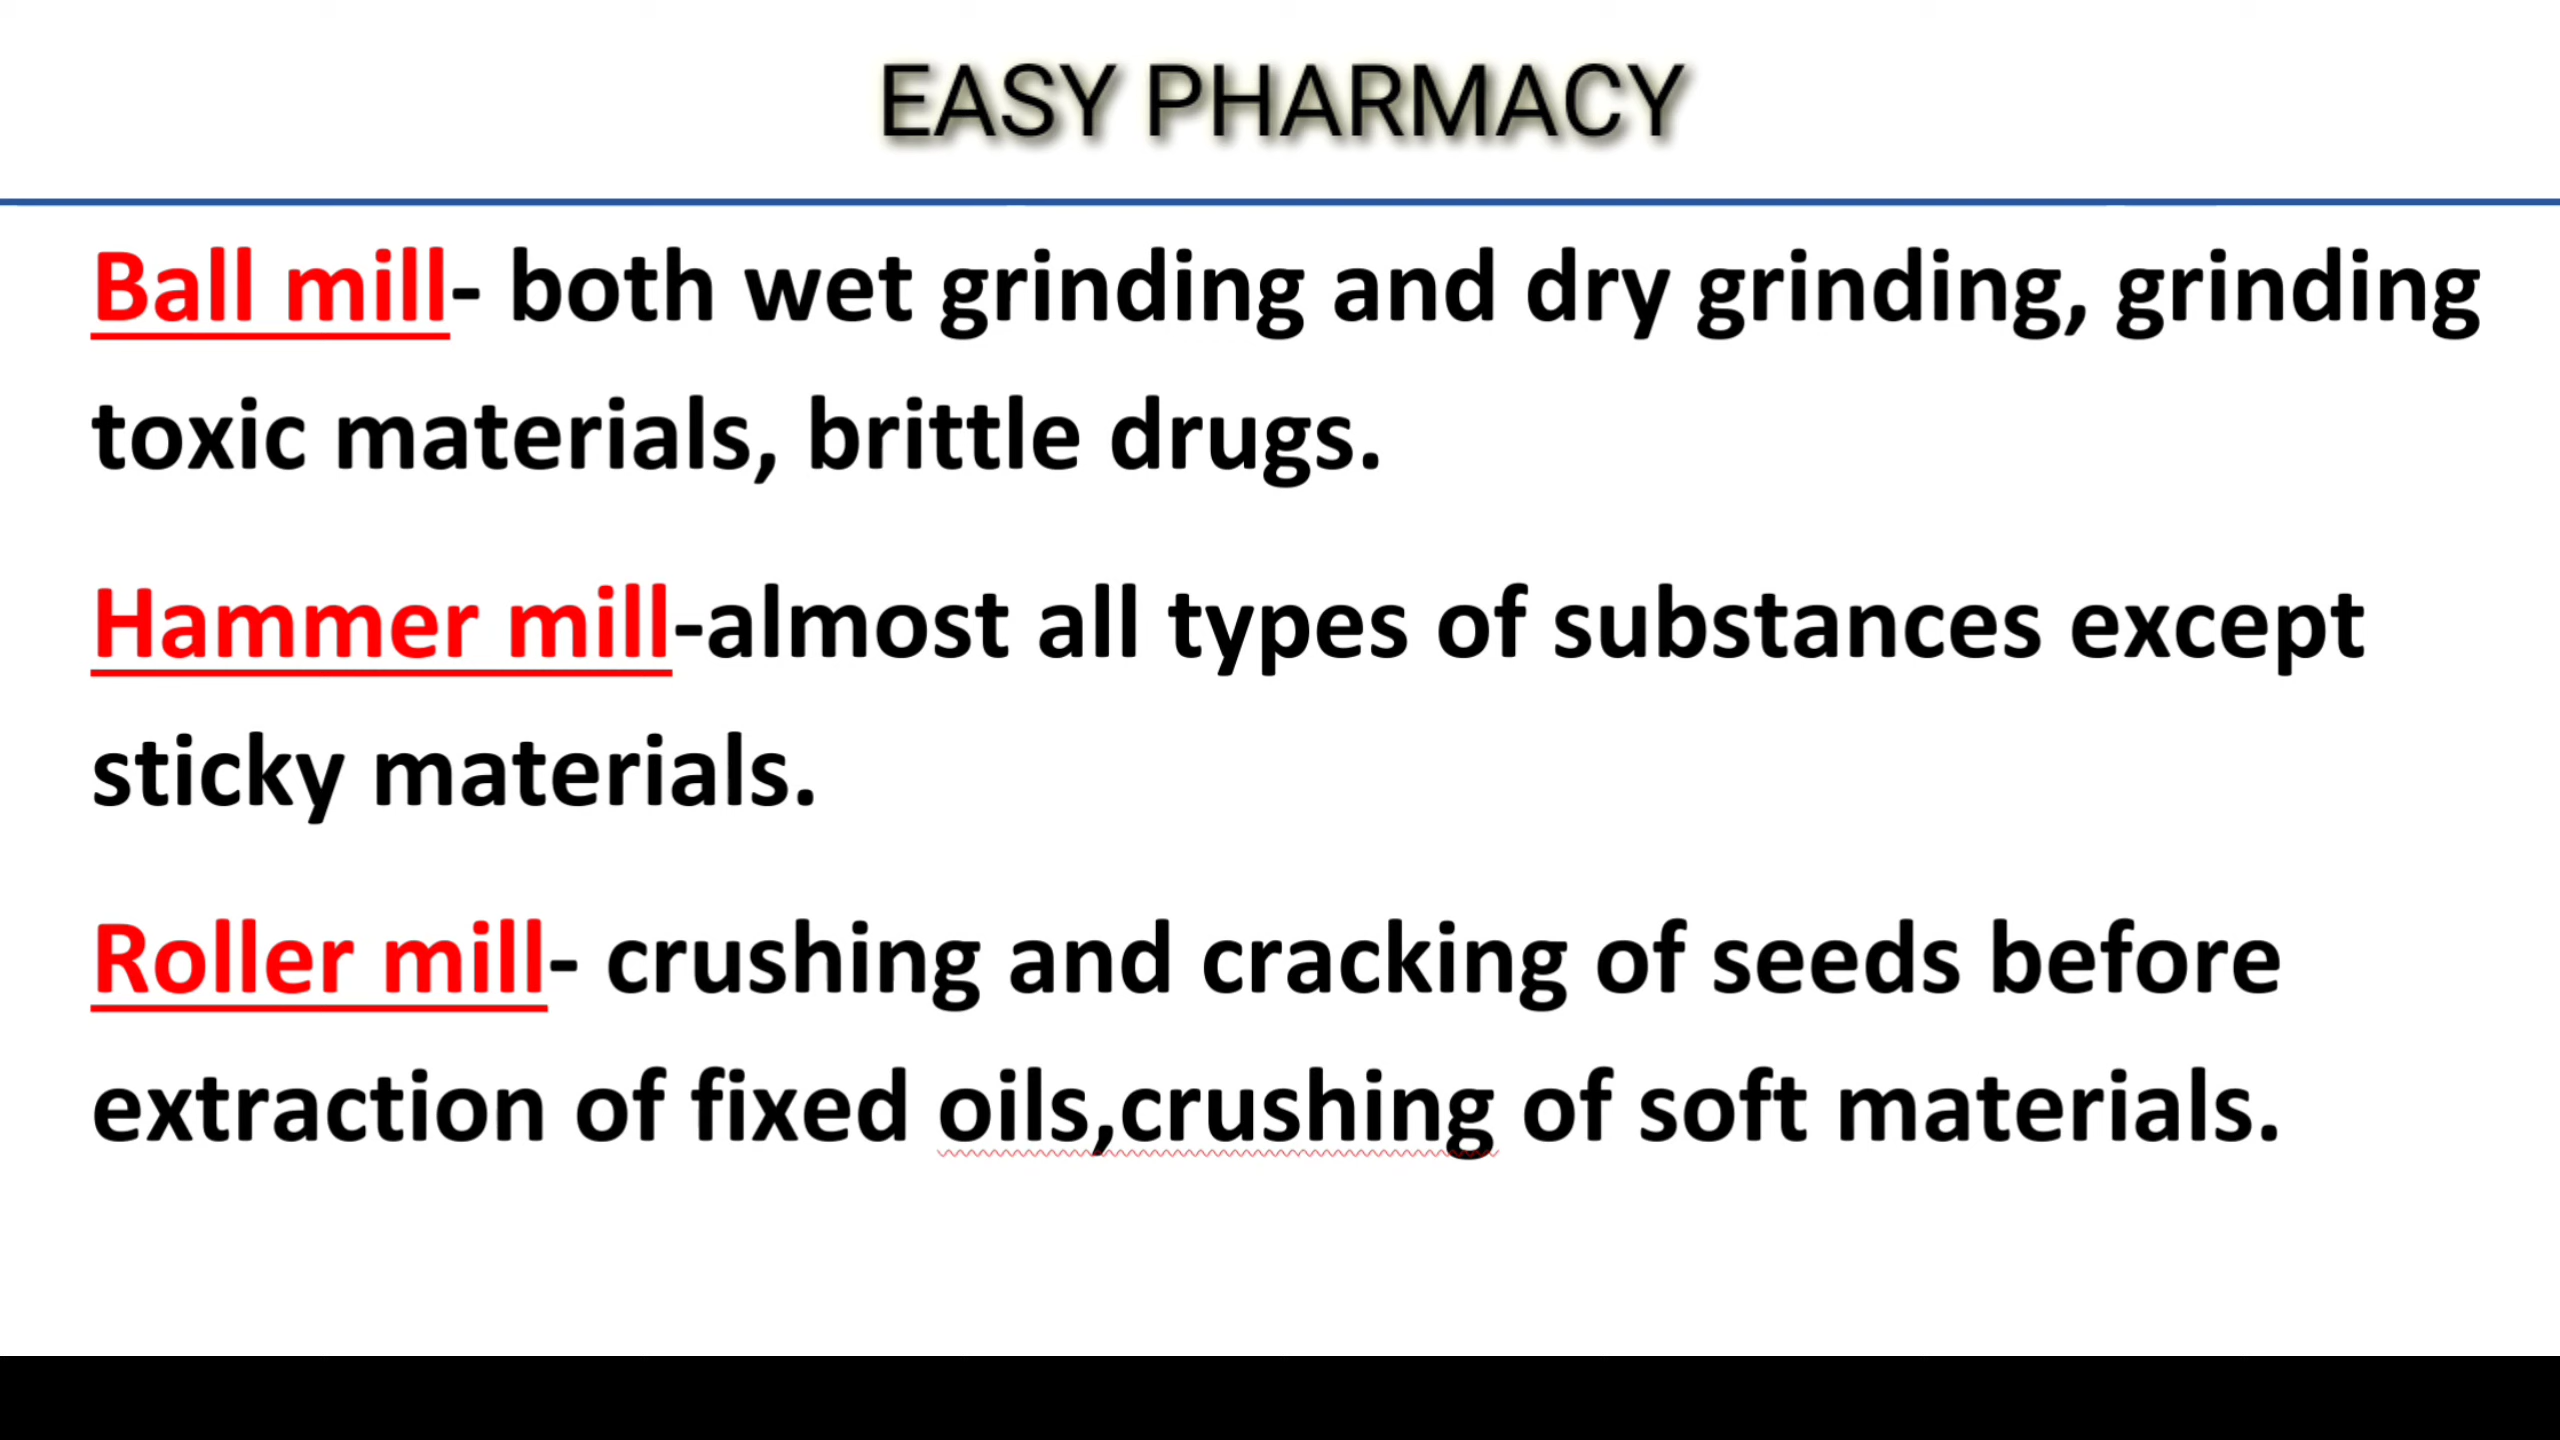 EASY PHARMACY
Ball mill- both wet grinding and dry grinding, grinding
toxic materials, brittle drugs.
Hammer mill-almost all types of substances except
sticky materials.
Roller mill- crushing and cracking of seeds before
extraction of fixed oils,crushing of soft materials.